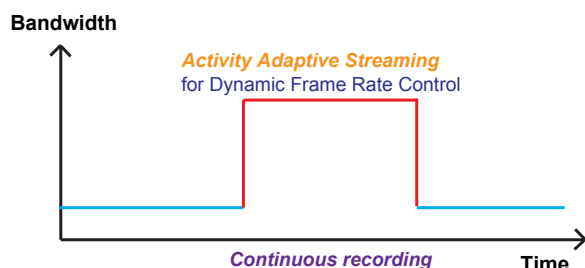 Bandwidth
Activity Adaptive Streaming
for Dynamic Frame Rate Control
Continuous recording
Time